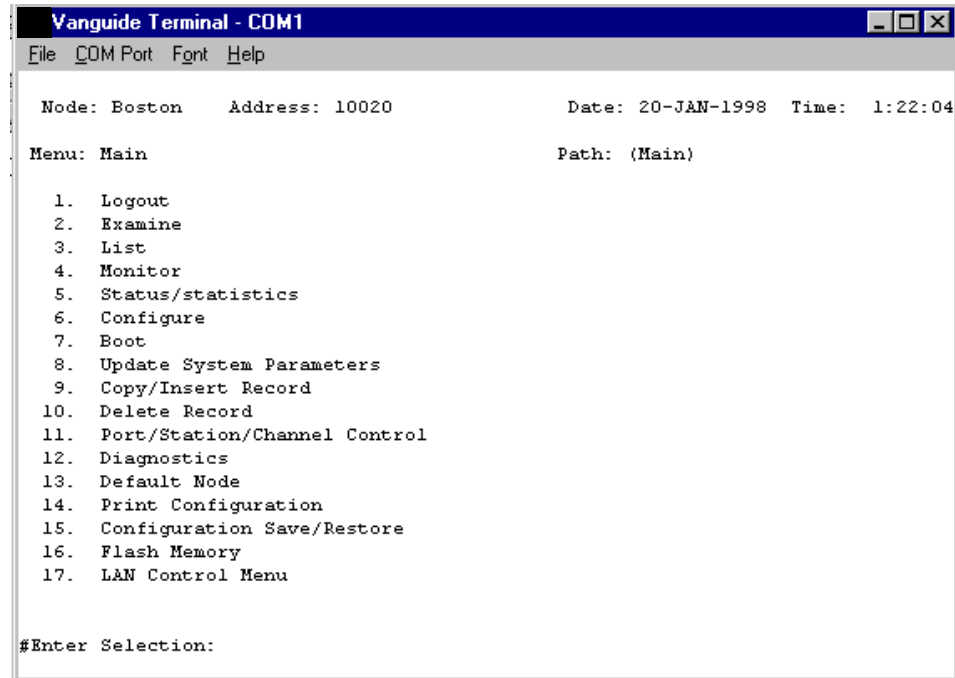 Vanguide Terminal - COM1
File COM Port Font Help
Node: Boston Address: 10020 Date: 20-JAN-1998 Time: 1:22:04
Menu: Main Path: (Main)
1. Logout
2. Examine
3. List
4. Monitor
5. Status/statistics
6. Configure
7. Boot
8. Update System Parameters
9. Copy/Insert Record
10. Delete Record
11. Port/Station/Channel Control
12. Diagnostics
13. Default Node
14. Print Configuration
15. Configuration Save/Restore
16. Flash Memory
17. LAN Control Menu
#Enter Selection: